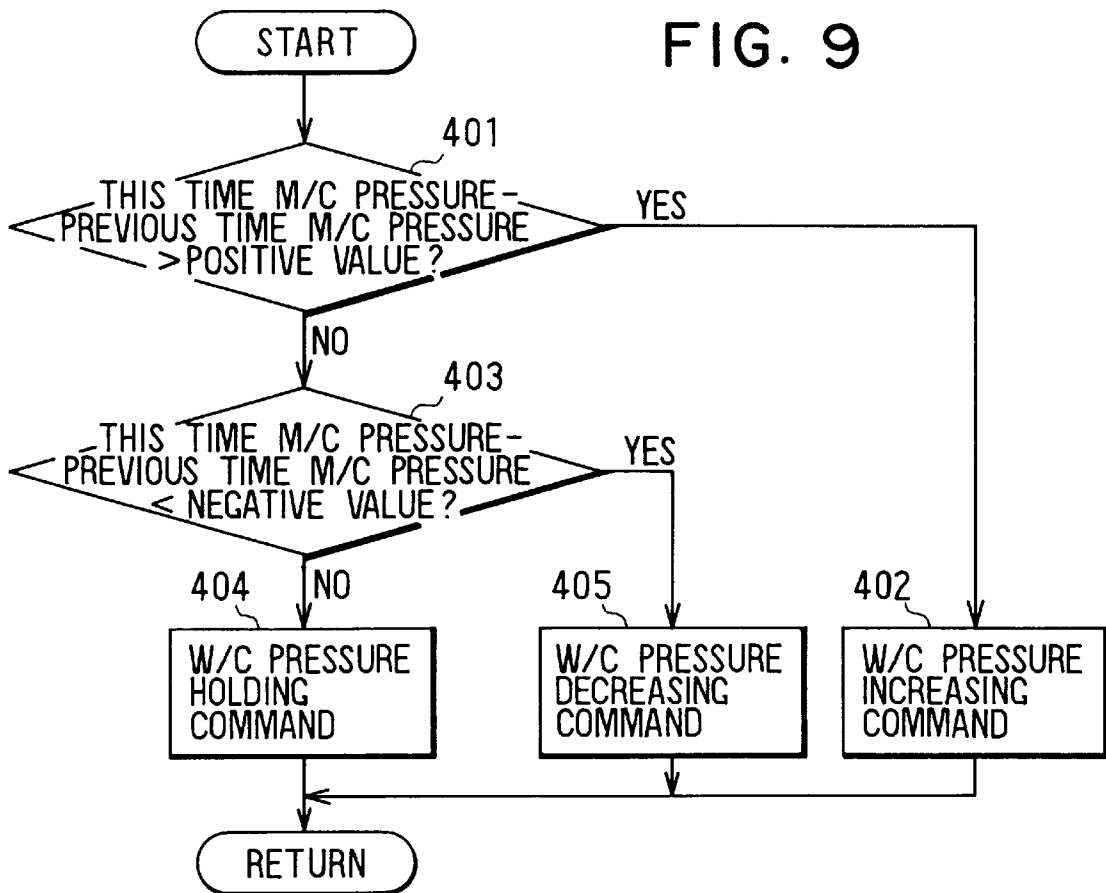 START
FIG. 9
401
THIS TIME M/C PRESSURE-
PREVIOUS TIME M/C PRESSURE
>POSITIVE VALUE?
YES
NO
403
THIS TIME M/C PRESSURE-
PREVIOUS TIME M/C PRESSURE
< NEGATIVE VALUE?
YES
NO
404
W/C PRESSURE
HOLDING
COMMAND
405
W/C PRESSURE
DECREASING
COMMAND
402
W/C PRESSURE
INCREASING
COMMAND
RETURN